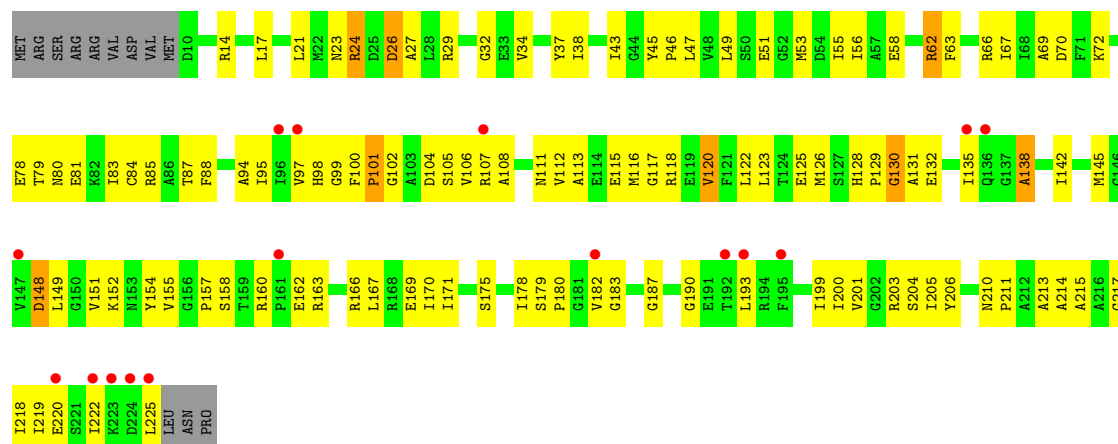 MET ARG SER ARG ARG VAL ASP VAL MET D10 R14 L17 L21 M22 N23 R24 D25 D26 A27 L28 R29 G32 E33 V34 Y37 I38 I43 G44 Y45 P46 L47 V48 L49 S50 E51 G52 M53 D54 I55 I56 A57 E58 R62 F63 R66 I67 I68 A69 D70 F71 K72
E78 T79 N80 E81 K82 I83 C84 R85 A86 T87 F88 A94 I95 I96 V97 H98 G99 F100 P101 G102 A103 D104 S105 V106 R107 A108 N111 V112 A113 E114 E115 M116 G117 R118 E119 V120 F121 L122 L123 T124 E125 M126 S127 H128 P129 G130 A131 E132 I135 Q136 G137 A138 I142 M145 G146
V147 D148 L149 G150 V151 K152 N153 Y154 V155 G156 P157 S158 T159 R160 P161 E162 R163 R166 L167 R168 E169 I170 I171 S175 I178 S179 P180 G181 V182 G183 G187 G190 E191 T192 L193 R194 F195 I199 I200 V201 G202 R203 S204 I205 Y206 N210 P211 A212 A213 A214 A215 A216 G217
I218 I219 E220 S221 I222 K223 D224 L225 LEU ASN PRO